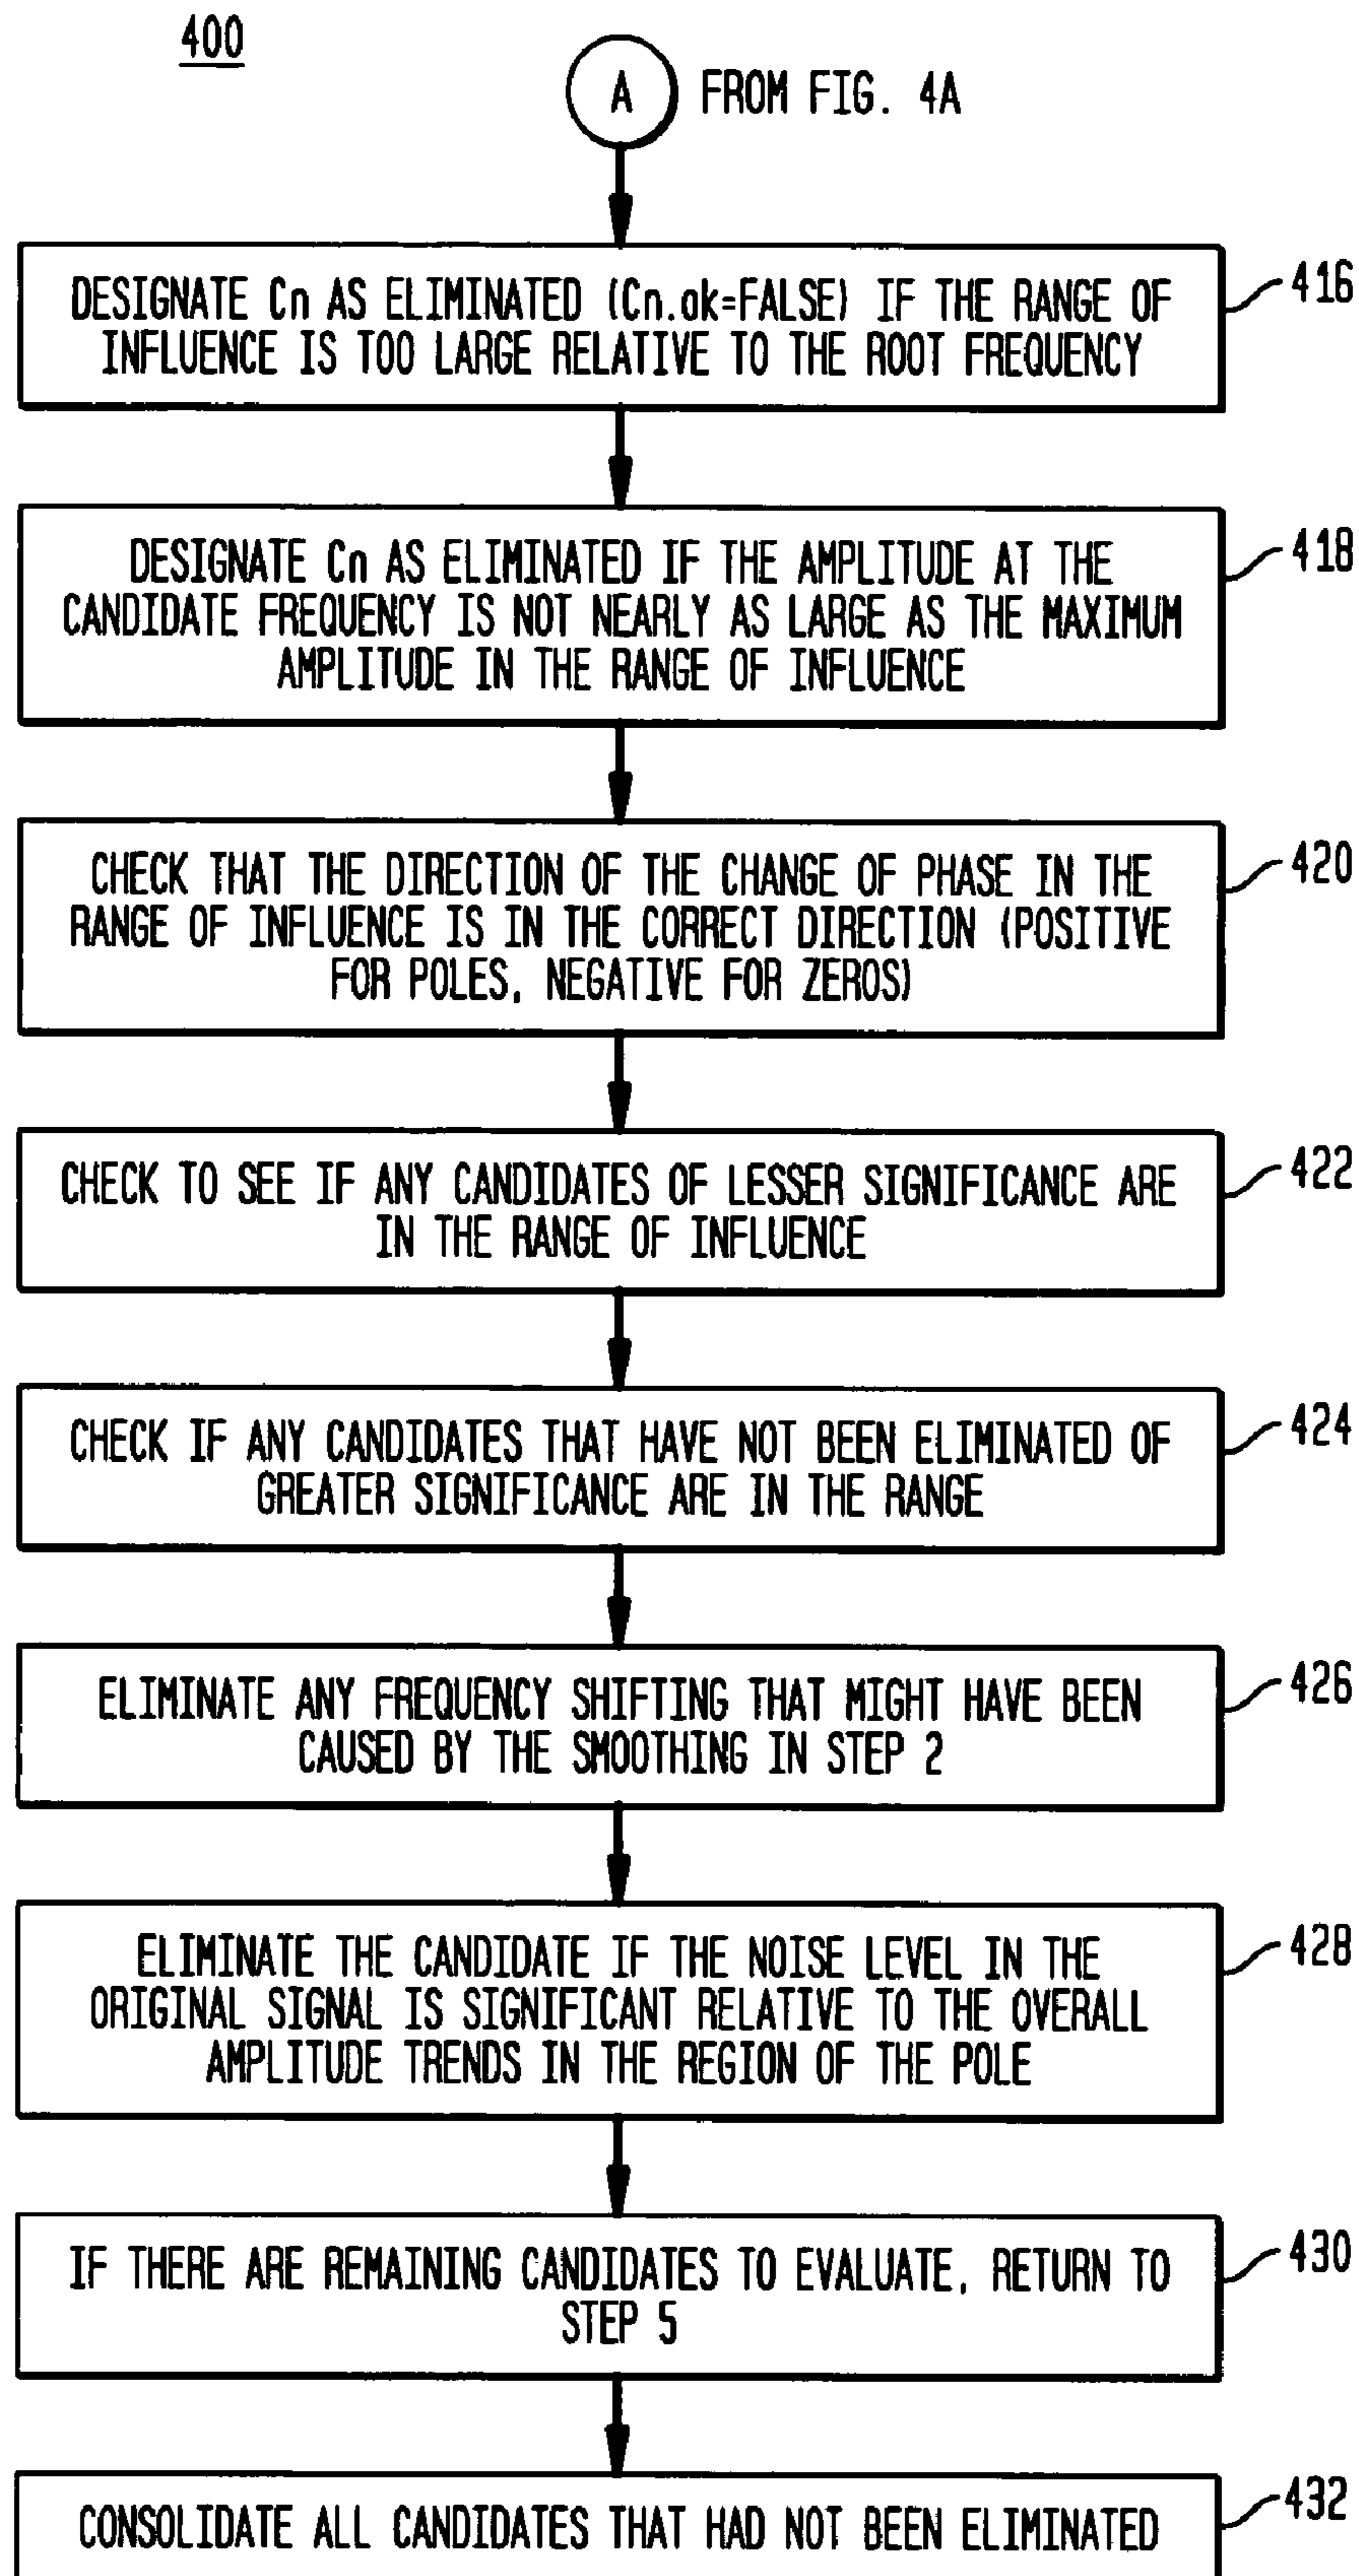 400
A FROM FIG. 4A
DESIGNATE Cn AS ELIMINATED (Cn.ok=FALSE) IF THE RANGE OF
INFLUENCE IS TOO LARGE RELATIVE TO THE ROOT FREQUENCY
416
DESIGNATE Cn AS ELIMINATED IF THE AMPLITUDE AT THE
CANDIDATE FREQUENCY IS NOT NEARLY AS LARGE AS THE MAXIMUM
AMPLITUDE IN THE RANGE OF INFLUENCE
418
CHECK THAT THE DIRECTION OF THE CHANGE OF PHASE IN THE
RANGE OF INFLUENCE IS IN THE CORRECT DIRECTION (POSITIVE
FOR POLES, NEGATIVE FOR ZEROS)
420
CHECK TO SEE IF ANY CANDIDATES OF LESSER SIGNIFICANCE ARE
IN THE RANGE OF INFLUENCE
422
CHECK IF ANY CANDIDATES THAT HAVE NOT BEEN ELIMINATED OF
GREATER SIGNIFICANCE ARE IN THE RANGE
424
ELIMINATE ANY FREQUENCY SHIFTING THAT MIGHT HAVE BEEN
CAUSED BY THE SMOOTHING IN STEP 2
426
ELIMINATE THE CANDIDATE IF THE NOISE LEVEL IN THE
ORIGINAL SIGNAL IS SIGNIFICANT RELATIVE TO THE OVERALL
AMPLITUDE TRENDS IN THE REGION OF THE POLE
428
IF THERE ARE REMAINING CANDIDATES TO EVALUATE, RETURN TO
STEP 5
430
CONSOLIDATE ALL CANDIDATES THAT HAD NOT BEEN ELIMINATED
432